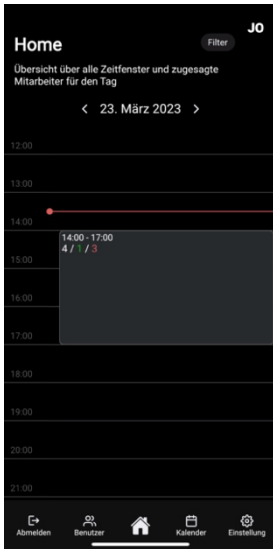 JO
Home
Filter
Übersicht über alle Zeitfenster und zugesagte
Mitarbeiter für den Tag
< 23. März 2023 >
12:00
13:00
14:00
14:00 - 17:00
4 / 1 / 3
15:00
16:00
17:00
18:00
19:00
20:00
21:00
Abmelden Benutzer Kalender Einstellung